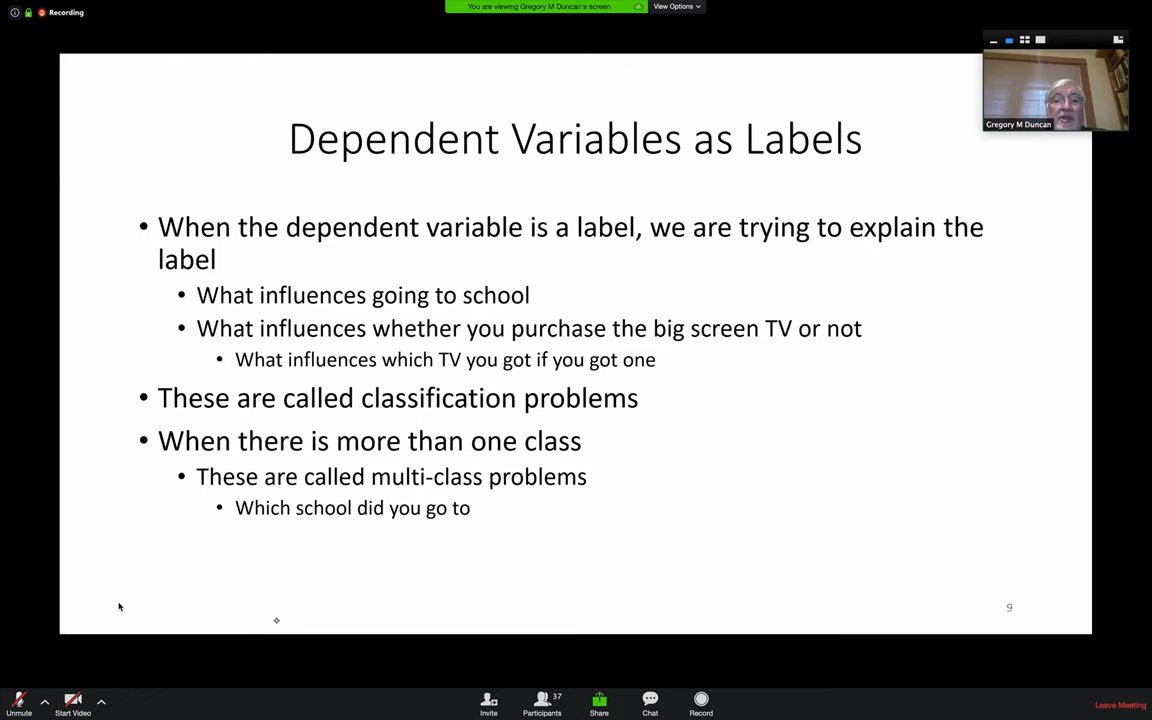 Recording
You are viewing Gregory M Duncan's screen
View Options
Gregory M Duncan
Dependent Variables as Labels
• When the dependent variable is a label, we are trying to explain the
label
• What influences going to school
• What influences whether you purchase the big screen TV or not
• What influences which TV you got if you got one
• These are called classification problems
• When there is more than one class
• These are called multi-class problems
• Which school did you go to
9
Unmute
Start Video
Invite
Participants 37
Share
Chat
Record
Leave Meeting